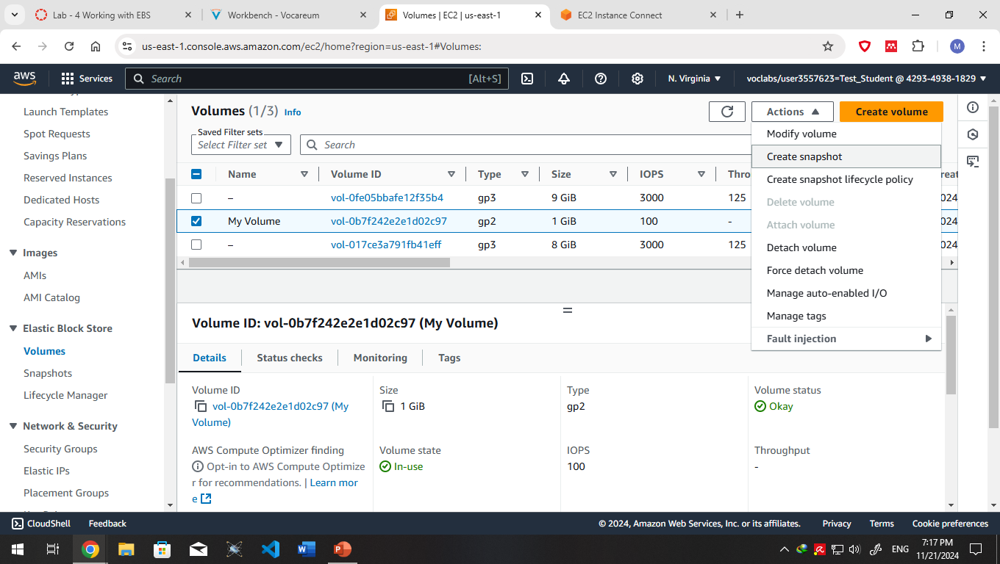 Lab - 4 Working with EBS
Workbench - Vocareum
Volumes | EC2 | us-east-1
EC2 Instance Connect
us-east-1.console.aws.amazon.com/ec2/home?region=us-east-1#Volumes:
M
aws
Services
Search
[Alt+S]
N. Virginia
voclabs/user3557623=Test_Student @ 4293-4938-1829
Launch Templates
Spot Requests
Savings Plans
Reserved Instances
Dedicated Hosts
Capacity Reservations
Images
AMIs
AMI Catalog
Elastic Block Store
Volumes
Snapshots
Lifecycle Manager
Network & Security
Security Groups
Elastic IPs
Placement Groups
Volumes (1/3) Info
Actions
Create volume
Saved Filter sets
Select Filter set
Search
Name Volume ID Type Size IOPS Thro
– vol-0fe05bbafe12f35b4 gp3 9 GiB 3000 125 024
My Volume vol-0b7f242e2e1d02c97 gp2 1 GiB 100 - 024
– vol-017ce3a791fb41eff gp3 8 GiB 3000 125 024
Modify volume
Create snapshot
Create snapshot lifecycle policy
Delete volume
Attach volume
Detach volume
Force detach volume
Manage auto-enabled I/O
Manage tags
Fault injection
Volume ID: vol-0b7f242e2e1d02c97 (My Volume)
Details
Status checks
Monitoring
Tags
Volume ID
vol-0b7f242e2e1d02c97 (My
Volume)
Size
1 GiB
Type
gp2
Volume status
Okay
AWS Compute Optimizer finding
Opt-in to AWS Compute Optimize
r for recommendations. | Learn mor
e
Volume state
In-use
IOPS
100
Throughput
-
CloudShell
Feedback
© 2024, Amazon Web Services, Inc. or its affiliates.
Privacy
Terms
Cookie preferences
ENG
7:17 PM
11/21/2024